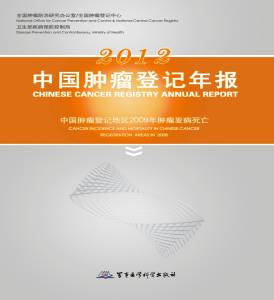 全国肿瘤防治研究办公室/全国肿瘤登记中心
National Office for Cancer Prevention and Control & National Central Cancer Registry
卫生部疾病预防控制局
Disease Prevention and Control Bureau, Ministry of Health
2012
中国肿瘤登记年报
CHINESE CANCER REGISTRY ANNUAL REPORT
中国肿瘤登记地区2009年肿瘤发病死亡
CANCER INCIDENCE AND MORTALITY IN CHINESE CANCER
REGISTRATION AREAS IN 2009
军事医学科学出版社